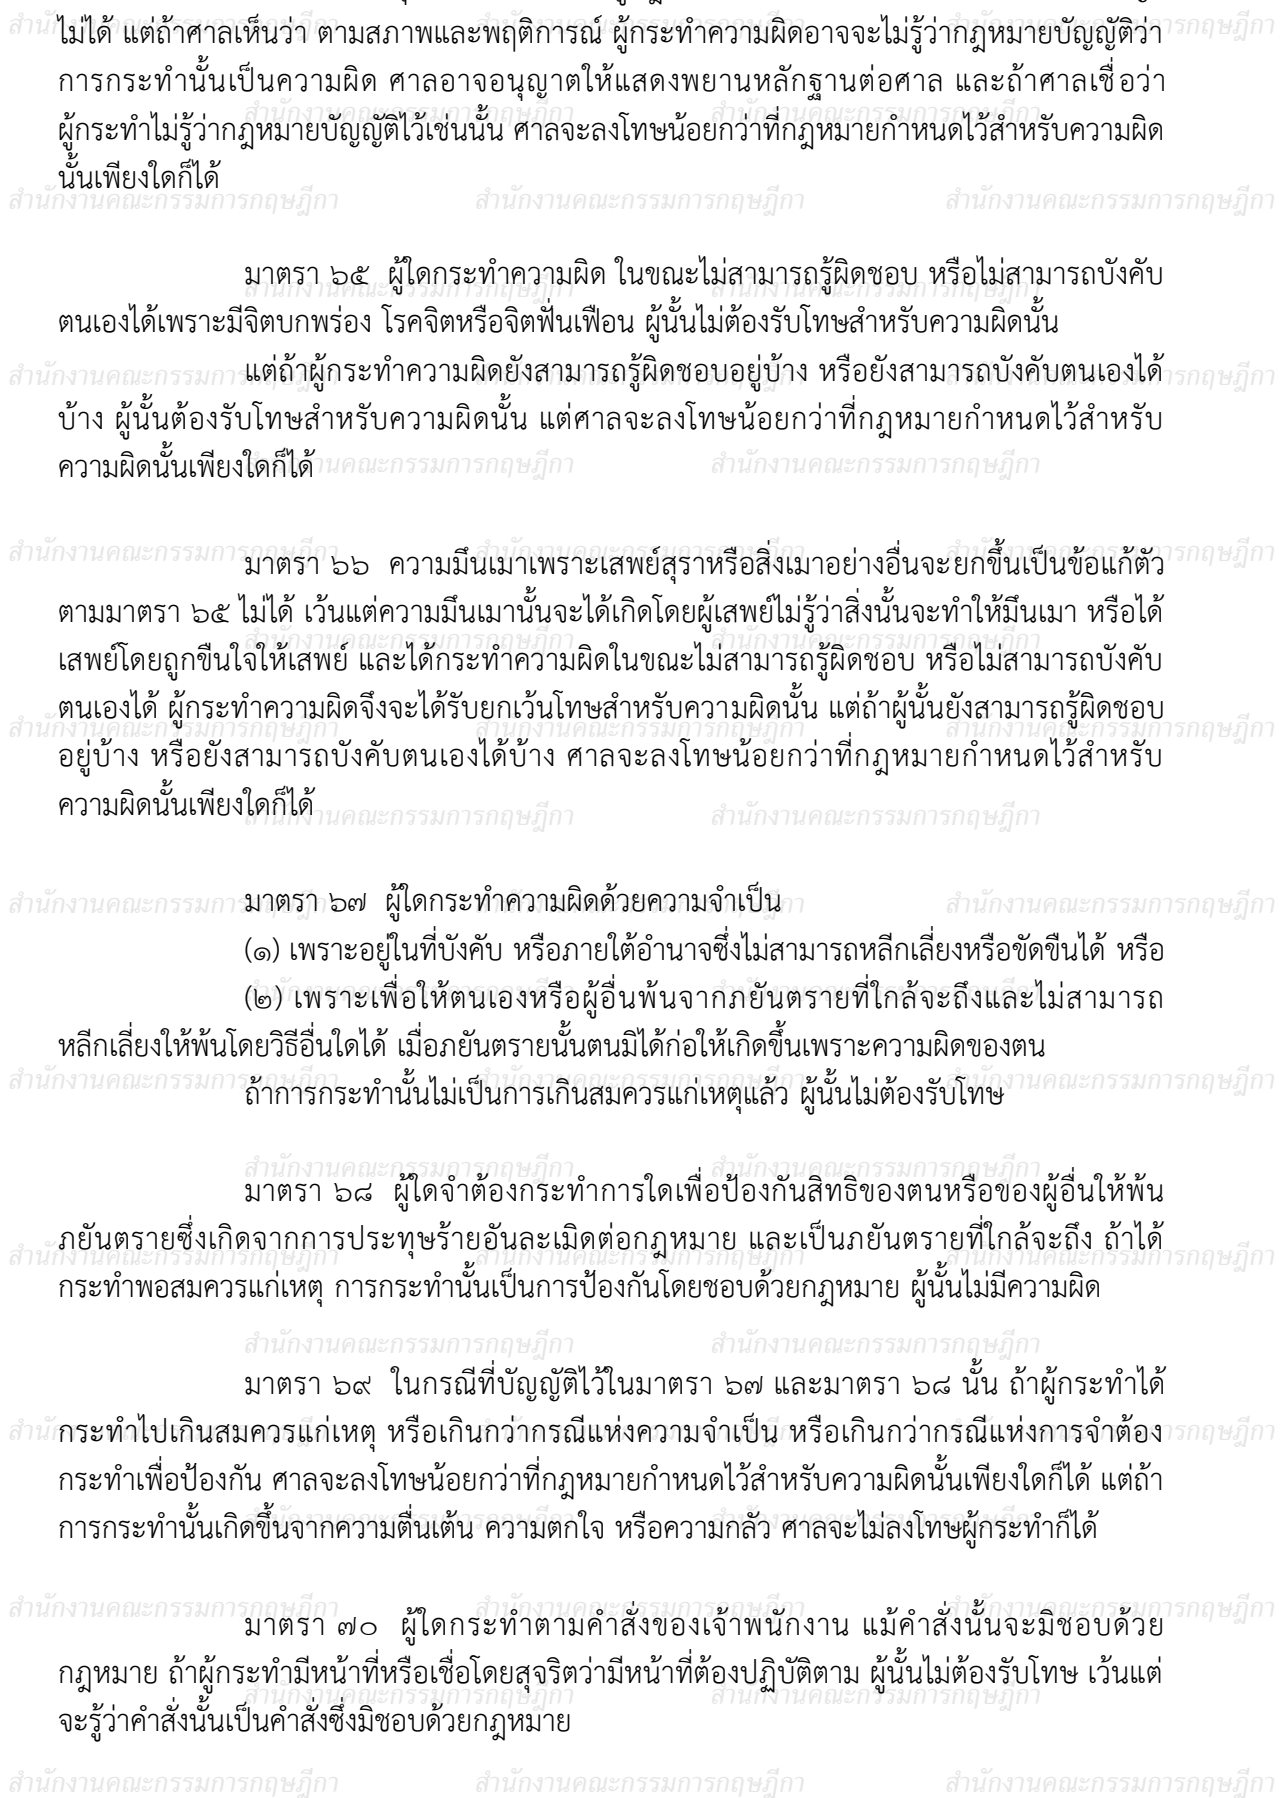 ไม่ได้ แต่ถ้าศาลเห็นว่า ตามสภาพและพฤติการณ์ ผู้กระทำความผิดอาจจะไม่รู้ว่ากฎหมายบัญญัติว่า
การกระทำนั้นเป็นความผิด ศาลอาจอนุญาตให้แสดงพยานหลักฐานต่อศาล และถ้าศาลเชื่อว่า
ผู้กระทำไม่รู้ว่ากฎหมายบัญญัติไว้เช่นนั้น ศาลจะลงโทษน้อยกว่าที่กฎหมายกำหนดไว้สำหรับความผิด
นั้นเพียงใดก็ได้
มาตรา ๖๕ ผู้ใดกระทำความผิด ในขณะไม่สามารถรู้ผิดชอบ หรือไม่สามารถบังคับ
ตนเองได้เพราะมีจิตบกพร่อง โรคจิตหรือจิตฟั่นเฟือน ผู้นั้นไม่ต้องรับโทษสำหรับความผิดนั้น
แต่ถ้าผู้กระทำความผิดยังสามารถรู้ผิดชอบอยู่บ้าง หรือยังสามารถบังคับตนเองได้
บ้าง ผู้นั้นต้องรับโทษสำหรับความผิดนั้น แต่ศาลจะลงโทษน้อยกว่าที่กฎหมายกำหนดไว้สำหรับ
ความผิดนั้นเพียงใดก็ได้
มาตรา ๖๖ ความมึนเมาเพราะเสพย์สุราหรือสิ่งเมาอย่างอื่นจะยกขึ้นเป็นข้อแก้ตัว
ตามมาตรา ๖๕ ไม่ได้ เว้นแต่ความมึนเมานั้นจะได้เกิดโดยผู้เสพย์ไม่รู้ว่าสิ่งนั้นจะทำให้มึนเมา หรือได้
เสพย์โดยถูกขืนใจให้เสพย์ และได้กระทำความผิดในขณะไม่สามารถรู้ผิดชอบ หรือไม่สามารถบังคับ
ตนเองได้ ผู้กระทำความผิดจึงจะได้รับยกเว้นโทษสำหรับความผิดนั้น แต่ถ้าผู้นั้นยังสามารถรู้ผิดชอบ
อยู่บ้าง หรือยังสามารถบังคับตนเองได้บ้าง ศาลจะลงโทษน้อยกว่าที่กฎหมายกำหนดไว้สำหรับ
ความผิดนั้นเพียงใดก็ได้
มาตรา ๖๗ ผู้ใดกระทำความผิดด้วยความจำเป็น
(๑) เพราะอยู่ในที่บังคับ หรือภายใต้อำนาจซึ่งไม่สามารถหลีกเลี่ยงหรือขัดขืนได้ หรือ
(๒) เพราะเพื่อให้ตนเองหรือผู้อื่นพ้นจากภยันตรายที่ใกล้จะถึงและไม่สามารถ
หลีกเลี่ยงให้พ้นโดยวิธีอื่นใดได้ เมื่อภยันตรายนั้นตนมิได้ก่อให้เกิดขึ้นเพราะความผิดของตน
ถ้าการกระทำนั้นไม่เป็นการเกินสมควรแก่เหตุแล้ว ผู้นั้นไม่ต้องรับโทษ
มาตรา ๖๘ ผู้ใดจำต้องกระทำการใดเพื่อป้องกันสิทธิของตนหรือของผู้อื่นให้พ้น
ภยันตรายซึ่งเกิดจากการประทุษร้ายอันละเมิดต่อกฎหมาย และเป็นภยันตรายที่ใกล้จะถึง ถ้าได้
กระทำพอสมควรแก่เหตุ การกระทำนั้นเป็นการป้องกันโดยชอบด้วยกฎหมาย ผู้นั้นไม่มีความผิด
มาตรา ๖๙ ในกรณีที่บัญญัติไว้ในมาตรา ๖๗ และมาตรา ๖๘ นั้น ถ้าผู้กระทำได้
กระทำไปเกินสมควรแก่เหตุ หรือเกินกว่ากรณีแห่งความจำเป็น หรือเกินกว่ากรณีแห่งการจำต้อง
กระทำเพื่อป้องกัน ศาลจะลงโทษน้อยกว่าที่กฎหมายกำหนดไว้สำหรับความผิดนั้นเพียงใดก็ได้ แต่ถ้า
การกระทำนั้นเกิดขึ้นจากความตื่นเต้น ความตกใจ หรือความกลัว ศาลจะไม่ลงโทษผู้กระทำก็ได้
มาตรา ๗๐ ผู้ใดกระทำตามคำสั่งของเจ้าพนักงาน แม้คำสั่งนั้นจะมิชอบด้วย
กฎหมาย ถ้าผู้กระทำมีหน้าที่หรือเชื่อโดยสุจริตว่ามีหน้าที่ต้องปฏิบัติตาม ผู้นั้นไม่ต้องรับโทษ เว้นแต่
จะรู้ว่าคำสั่งนั้นเป็นคำสั่งซึ่งมิชอบด้วยกฎหมาย
สำนักงานคณะกรรมการกฤษฎีกา สำนักงานคณะกรรมการกฤษฎีกา สำนักงานคณะกรรมการกฤษฎีกา